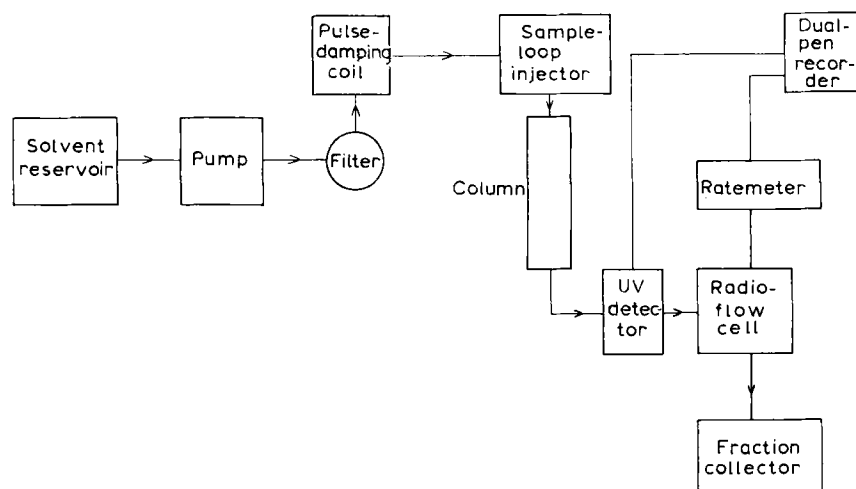 Solvent
reservoir
Pump
Filter
Pulse-
damping
coil
Sample-
loop
injector
Column
UV
detec-
tor
Radio-
flow
cell
Fraction
collector
Ratemeter
Dual-
pen
recor-
der